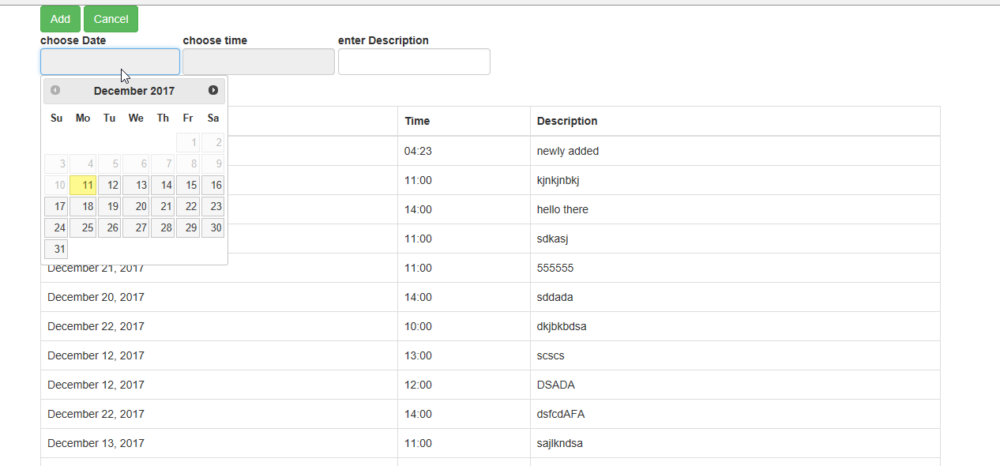 Add Cancel
choose Date choose time enter Description
December 2017
Su Mo Tu We Th Fr Sa
1 2
3 4 5 6 7 8 9
10 11 12 13 14 15 16
17 18 19 20 21 22 23
24 25 26 27 28 29 30
31
Time Description
04:23 newly added
11:00 kjnkjnbkj
14:00 hello there
11:00 sdkasj
December 21, 2017 11:00 555555
December 20, 2017 14:00 sddada
December 22, 2017 10:00 dkjbkbdsa
December 12, 2017 13:00 scscs
December 12, 2017 12:00 DSADA
December 22, 2017 14:00 dsfcdAFA
December 13, 2017 11:00 sajlkndsa